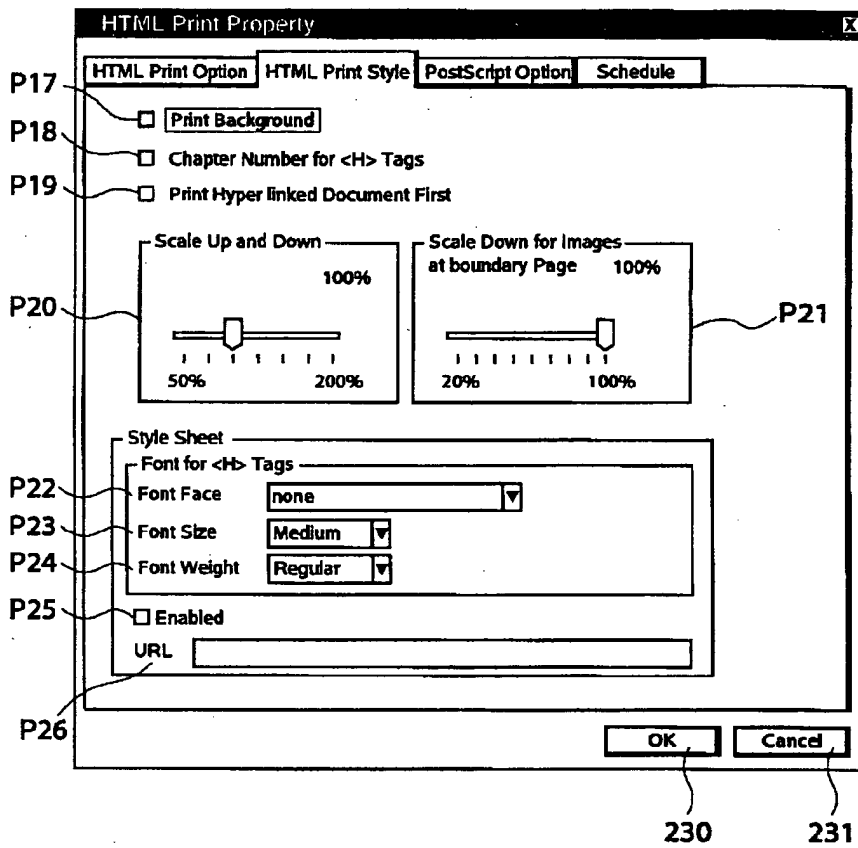 HTML Print Property X
HTML Print Option HTML Print Style PostScript Option Schedule
P17 Print Background
P18 Chapter Number for <H> Tags
P19 Print Hyper linked Document First
Scale Up and Down
100%
P20
50% 200%
Scale Down for Images
at boundary Page 100%
P21
20% 100%
Style Sheet
Font for <H> Tags
P22 Font Face none
P23 Font Size Medium
P24 Font Weight Regular
P25 Enabled
URL
P26
OK Cancel
230 231